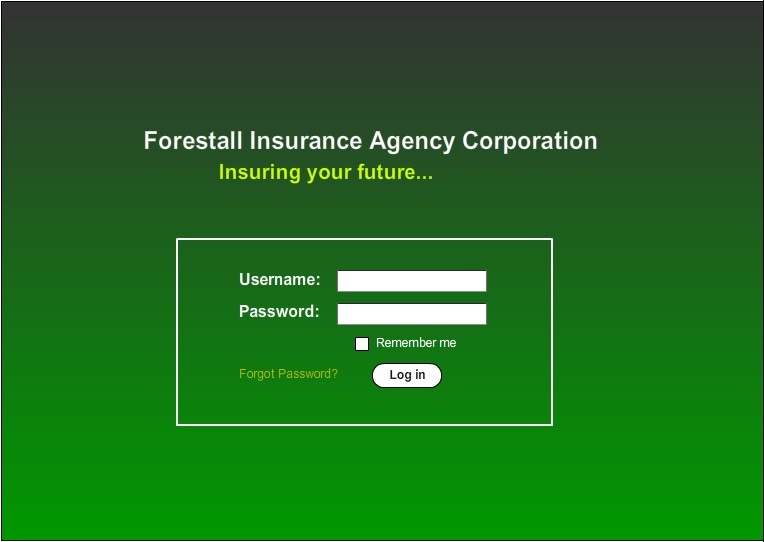 Forestall Insurance Agency Corporation
Insuring your future...
Username:
Password:
Remember me
Forgot Password? Log in